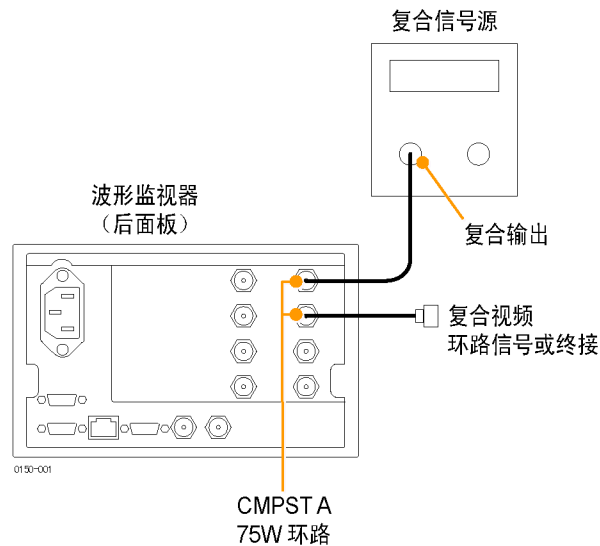 复合信号源
波形监视器
（后面板）
复合输出
复合视频
环路信号或终接
0150-001
CMPST A
75W 环路